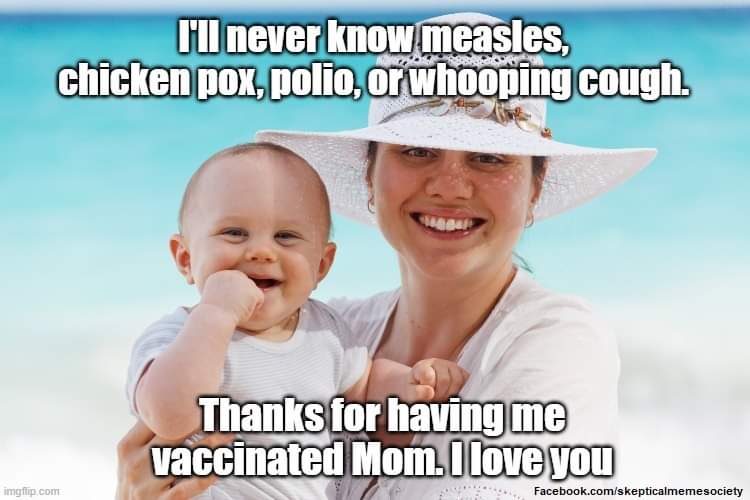 I'll never know measles,
chicken pox, polio, or whooping cough.
Thanks for having me
vaccinated Mom. I love you
imgflip.com
Facebook.com/skepticalmemesociety